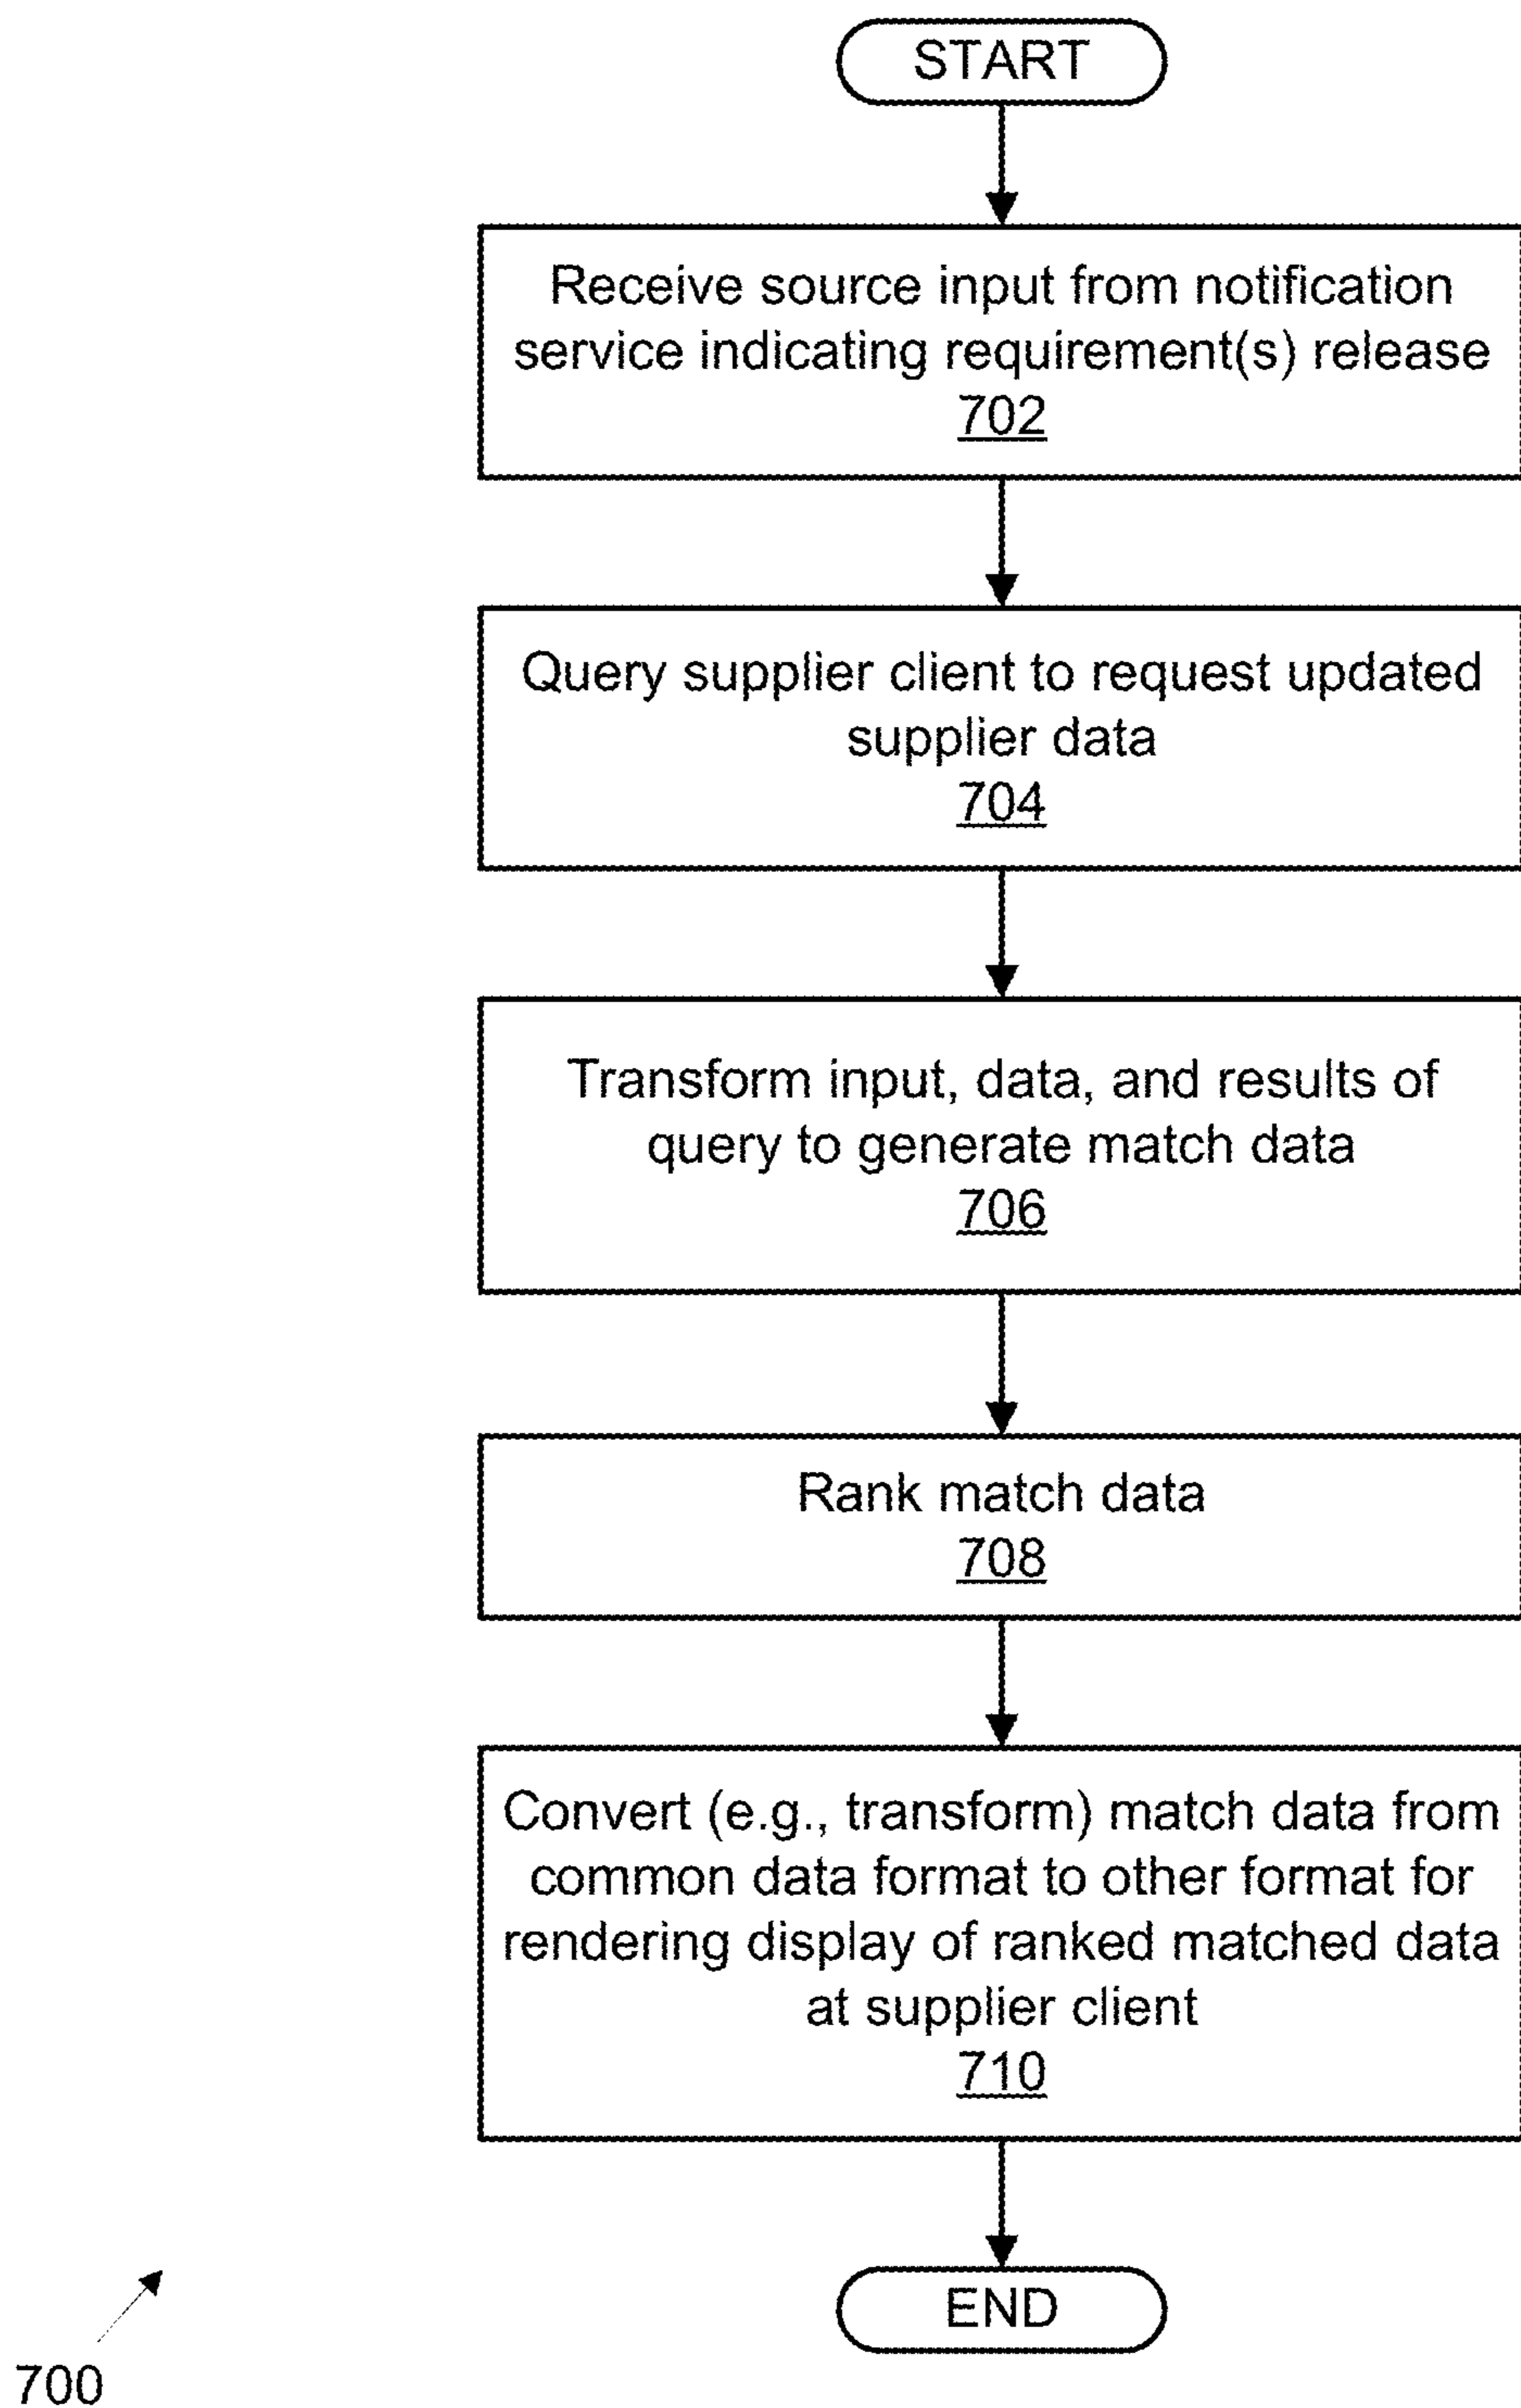 START
Receive source input from notification
service indicating requirement(s) release
702
Query supplier client to request updated
supplier data
704
Transform input, data, and results of
query to generate match data
706
Rank match data
708
Convert (e.g., transform) match data from
common data format to other format for
rendering display of ranked matched data
at supplier client
710
END
700